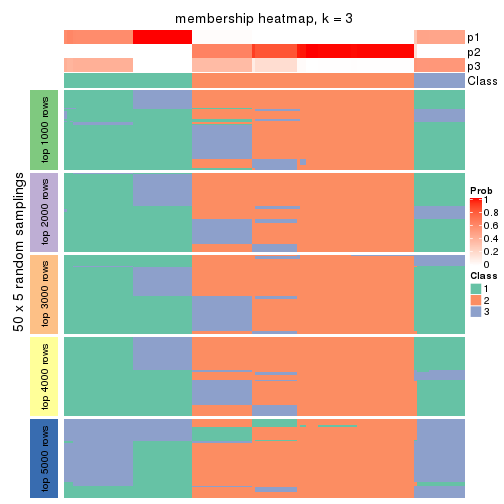 membership heatmap, k = 3
p1
p2
p3
Class
50 x 5 random samplings
top 1000 rows
top 2000 rows
top 3000 rows
top 4000 rows
top 5000 rows
Prob
1
0.8
0.6
0.4
0.2
0
Class
1
2
3